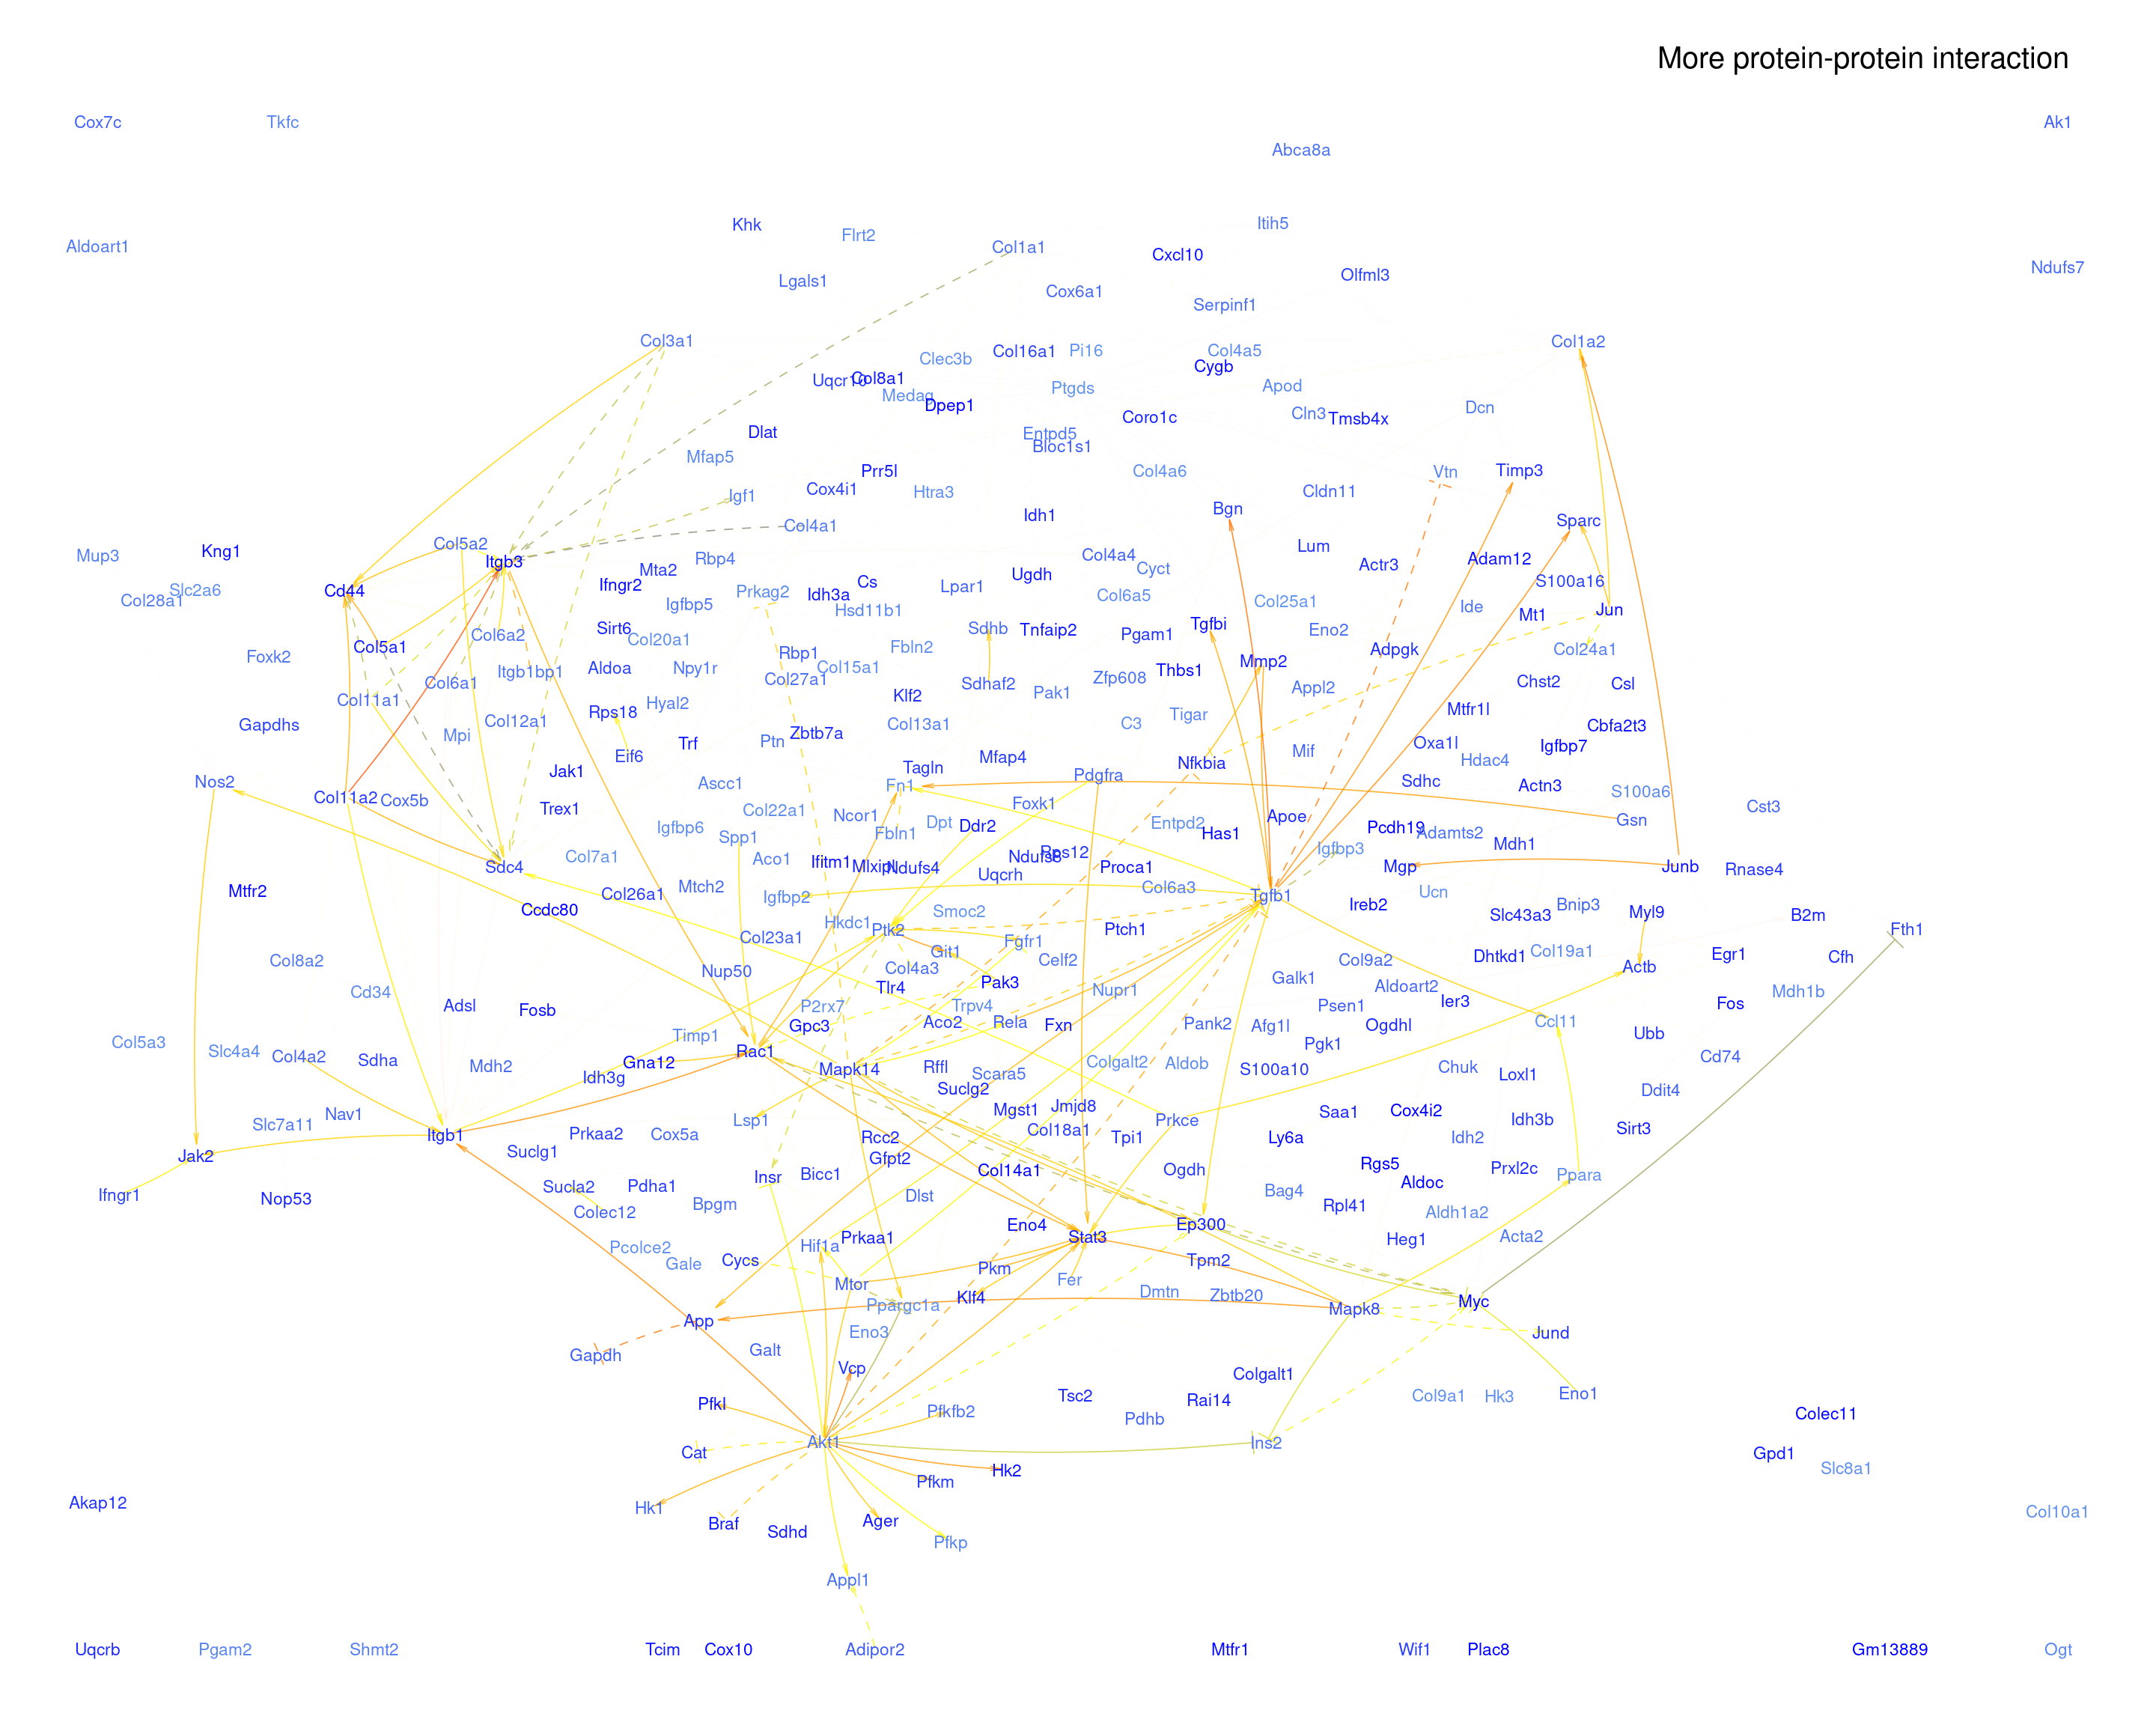 More protein-protein interaction
Cox7c
Tkfc
Ak1
Abca8a
Khk
Flrt2
Itih5
Aldoart1
Col1a1
Cxcl10
Ndufs7
Lgals1
Olfml3
Cox6a1
Serpinf1
Col3a1
Col1a2
Clec3b
Col16a1
Pi16
Col4a5
Cygb
Uqcr10
Col8a1
Medag
Ptgds
Apod
Dpep1
Dcn
Coro1c
Cln3
Tmsb4x
Dlat
Entpd5
Bloc1s1
Mfap5
Prr5l
Col4a6
Vtn
Timp3
Igf1
Cox4i1
Htra3
Cldn11
Col4a1
Idh1
Bgn
Sparc
Mup3
Kng1
Col5a2
Itgb3
Rbp4
Col4a4
Lum
Adam12
Slc2a6
Col28a1
Cd44
Ifngr2
Mta2
Prkag2
Idh3a
Cs
Lpar1
Ugdh
Cyct
Actr3
S100a16
Igfbp5
Hsd11b1
Col6a5
Col25a1
Ide
Mt1
Jun
Col6a2
Sirt6
Col20a1
Sdhb
Tnfaip2
Pgam1
Tgfbi
Eno2
Col5a1
Foxk2
Fbln2
Adpgk
Col24a1
Itgb1bp1
Aldoa
Npy1r
Rbp1
Col15a1
Thbs1
Mmp2
Col6a1
Col27a1
Sdhaf2
Zfp608
Appl2
Chst2
Csl
Col11a1
Hyal2
Klf2
Pak1
Rps18
Tigar
Mtfr1l
Gapdhs
Mpi
Col12a1
Col13a1
C3
Cbfa2t3
Eif6
Trf
Ptn
Zbtb7a
Mfap4
Mif
Oxa1l
Igfbp7
Hdac4
Nos2
Jak1
Ascc1
Tagln
Fn1
Pdgfra
Nfkbia
Sdhc
Actn3
S100a6
Col11a2
Cox5b
Trex1
Col22a1
Ncor1
Foxk1
Apoe
Cst3
Igfbp6
Spp1
Fbln1
Dpt
Ddr2
Entpd2
Has1
Pcdh19
Adamts2
Gsn
Col7a1
Aco1
Ifitm1
Mlxipl
Ndufs4
Rps12
Igfbp3
Mdh1
Sdc4
Uqcrh
Proca1
Mgp
Junb
Rnase4
Mtfr2
Mtch2
Col26a1
Igfbp2
Col6a3
Tgfb1
Ucn
Ccdc80
Smoc2
Ireb2
Slc43a3
Bnip3
Myl9
B2m
Hkdc1
Ptk2
Col23a1
Ptch1
Fth1
Col8a2
Nup50
Git1
Fgfr1
Col4a3
Celf2
Col9a2
Dhtkd1
Col19a1
Actb
Egr1
Cfh
Cd34
Tlr4
Pak3
Nupr1
Galk1
Aldoart2
Mdh1b
Adsl
Fosb
P2rx7
Trpv4
Psen1
Ier3
Fos
Col5a3
Timp1
Gpc3
Aco2
Rela
Fxn
Pank2
Afg1l
Ogdhl
Ccl11
Ubb
Slc4a4
Col4a2
Sdha
Rac1
Pgk1
Cd74
Mdh2
Gna12
Idh3g
Mapk14
Rffl
Scara5
Colgalt2
Aldob
S100a10
Chuk
Loxl1
Suclg2
Ddit4
Slc7a11
Nav1
Lsp1
Mgst1
Jmjd8
Prkce
Saa1
Cox4i2
Idh3b
Itgb1
Prkaa2
Cox5a
Rcc2
Col18a1
Tpi1
Ly6a
Idh2
Sirt3
Jak2
Suclg1
Gfpt2
Col14a1
Ogdh
Rgs5
Prxl2c
Ppara
Ifngr1
Nop53
Sucla2
Pdha1
Insr
Bicc1
Aldoc
Colec12
Bpgm
Dlst
Bag4
Rpl41
Aldh1a2
Pcolce2
Hif1a
Prkaa1
Eno4
Stat3
Ep300
Heg1
Acta2
Gale
Cycs
Pkm
Fer
Tpm2
Mtor
Ppargc1a
Klf4
Dmtn
Zbtb20
Mapk8
Myc
App
Eno3
Jund
Gapdh
Galt
Vcp
Colgalt1
Pfkl
Pfkfb2
Tsc2
Rai14
Col9a1
Hk3
Eno1
Pdhb
Colec11
Akt1
Cat
Ins2
Gpd1
Hk2
Pfkm
Slc8a1
Akap12
Hk1
Braf
Sdhd
Ager
Col10a1
Pfkp
Appl1
Uqcrb
Pgam2
Shmt2
Tcim
Cox10
Adipor2
Mtfr1
Wif1
Plac8
Gm13889
Ogt